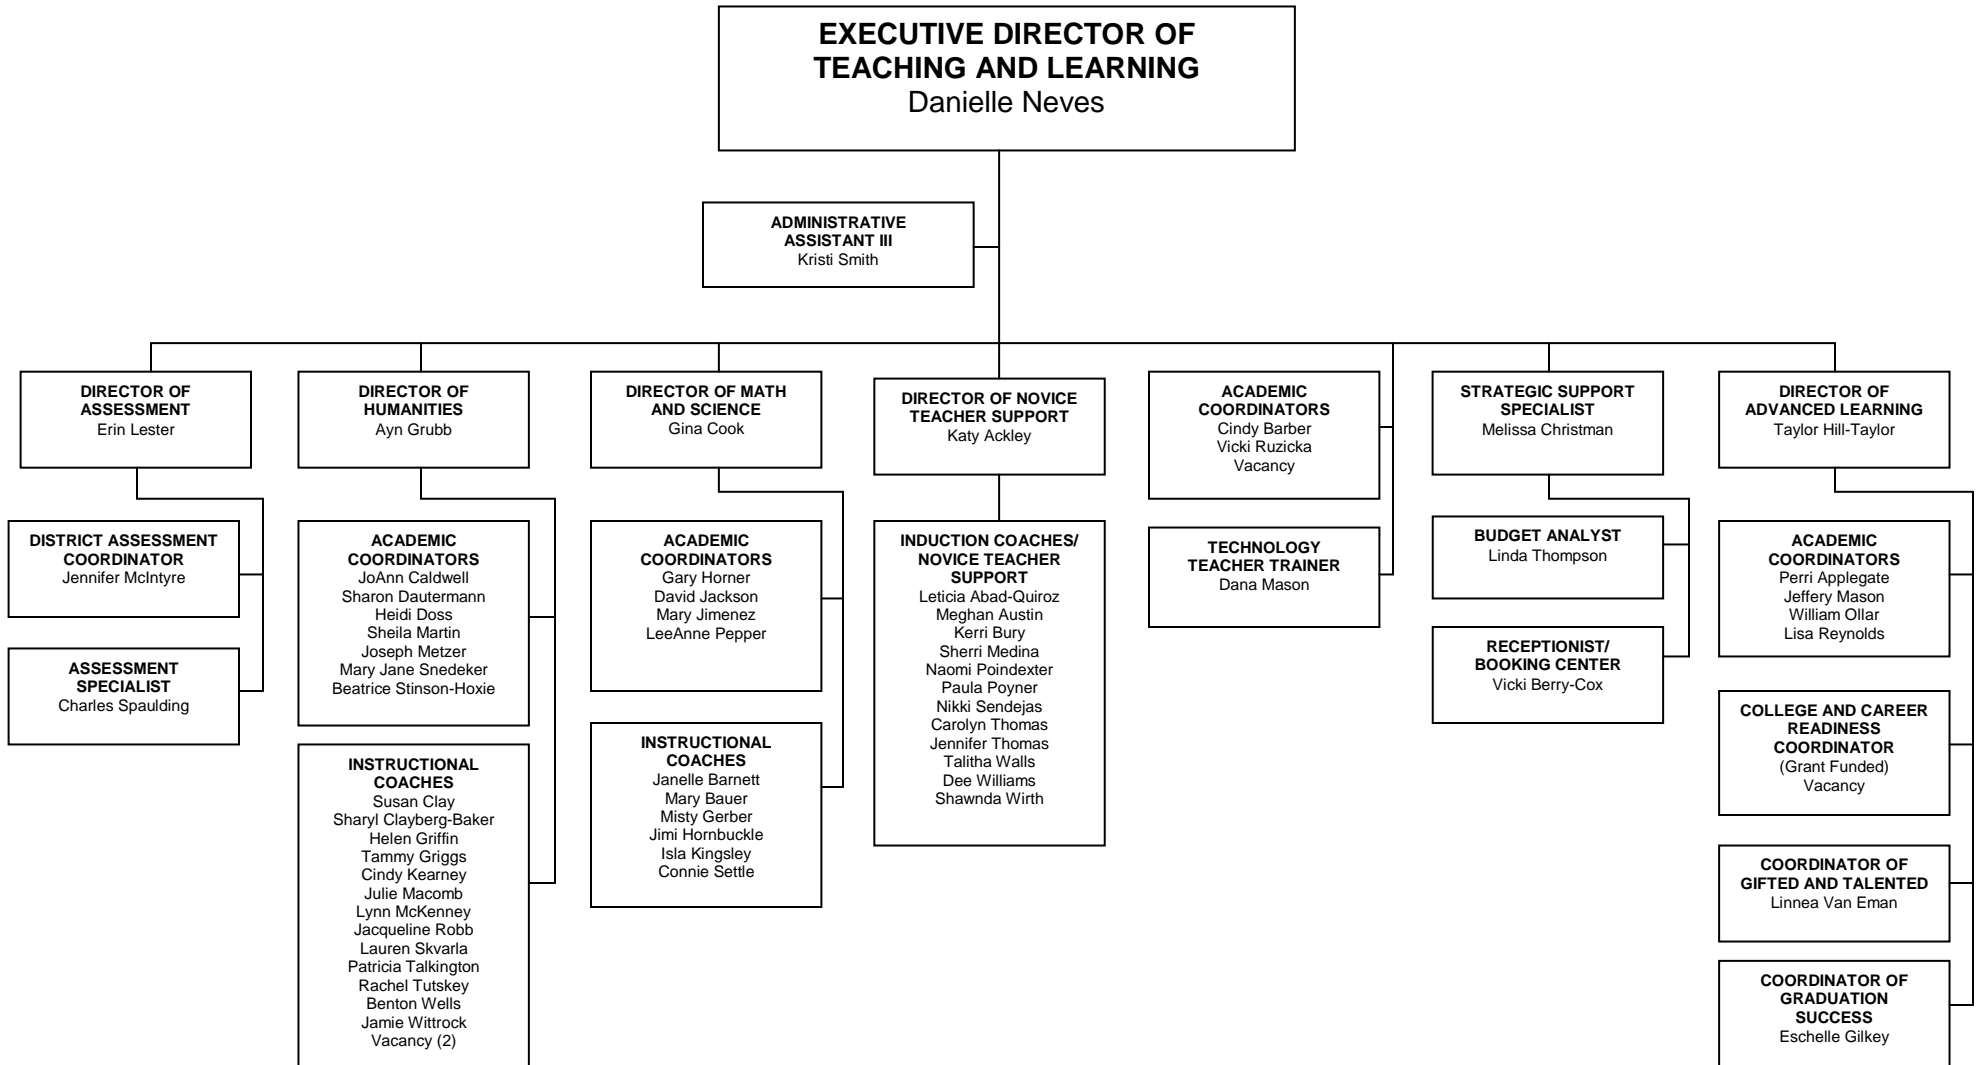 EXECUTIVE DIRECTOR OF
TEACHING AND LEARNING
Danielle Neves
ADMINISTRATIVE
ASSISTANT III
Kristi Smith
DIRECTOR OF
ASSESSMENT
Erin Lester
DISTRICT ASSESSMENT
COORDINATOR
Jennifer McIntyre
ASSESSMENT
SPECIALIST
Charles Spaulding
DIRECTOR OF
HUMANITIES
Ayn Grubb
ACADEMIC
COORDINATORS
JoAnn Caldwell
Sharon Dautermann
Heidi Doss
Sheila Martin
Joseph Metzer
Mary Jane Snedeker
Beatrice Stinson-Hoxie
INSTRUCTIONAL
COACHES
Susan Clay
Sharyl Clayberg-Baker
Helen Griffin
Tammy Griggs
Cindy Kearney
Julie Macomb
Lynn McKenney
Jacqueline Robb
Lauren Skvarla
Patricia Talkington
Rachel Tutskey
Benton Wells
Jamie Wittrock
Vacancy (2)
DIRECTOR OF MATH
AND SCIENCE
Gina Cook
ACADEMIC
COORDINATORS
Gary Horner
David Jackson
Mary Jimenez
LeeAnne Pepper
INSTRUCTIONAL
COACHES
Janelle Barnett
Mary Bauer
Misty Gerber
Jimi Hornbuckle
Isla Kingsley
Connie Settle
DIRECTOR OF NOVICE
TEACHER SUPPORT
Katy Ackley
INDUCTION COACHES/
NOVICE TEACHER
SUPPORT
Leticia Abad-Quiroz
Meghan Austin
Kerri Bury
Sherri Medina
Naomi Poindexter
Paula Poyner
Nikki Sendejas
Carolyn Thomas
Jennifer Thomas
Talitha Walls
Dee Williams
Shawnda Wirth
ACADEMIC
COORDINATORS
Cindy Barber
Vicki Ruzicka
Vacancy
TECHNOLOGY
TEACHER TRAINER
Dana Mason
STRATEGIC SUPPORT
SPECIALIST
Melissa Christman
BUDGET ANALYST
Linda Thompson
RECEPTIONIST/
BOOKING CENTER
Vicki Berry-Cox
DIRECTOR OF
ADVANCED LEARNING
Taylor Hill-Taylor
ACADEMIC
COORDINATORS
Perri Applegate
Jeffery Mason
William Ollar
Lisa Reynolds
COLLEGE AND CAREER
READINESS
COORDINATOR
(Grant Funded)
Vacancy
COORDINATOR OF
GIFTED AND TALENTED
Linnea Van Eman
COORDINATOR OF
GRADUATION
SUCCESS
Eschelle Gilkey